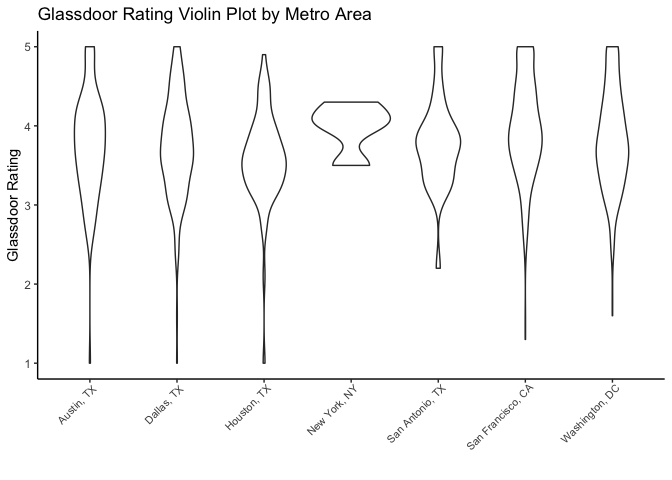 Glassdoor Rating Violin Plot by Metro Area
Glassdoor Rating
5
4
3
2
1
Austin, TX
Dallas, TX
Houston, TX
New York, NY
San Antonio, TX
San Francisco, CA
Washington, DC